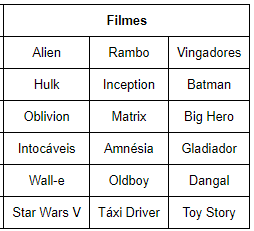 Filmes
Alien Rambo Vingadores
Hulk Inception Batman
Oblivion Matrix Big Hero
Intocáveis Amnésia Gladiador
Wall-e Oldboy Dangal
Star Wars V Táxi Driver Toy Story